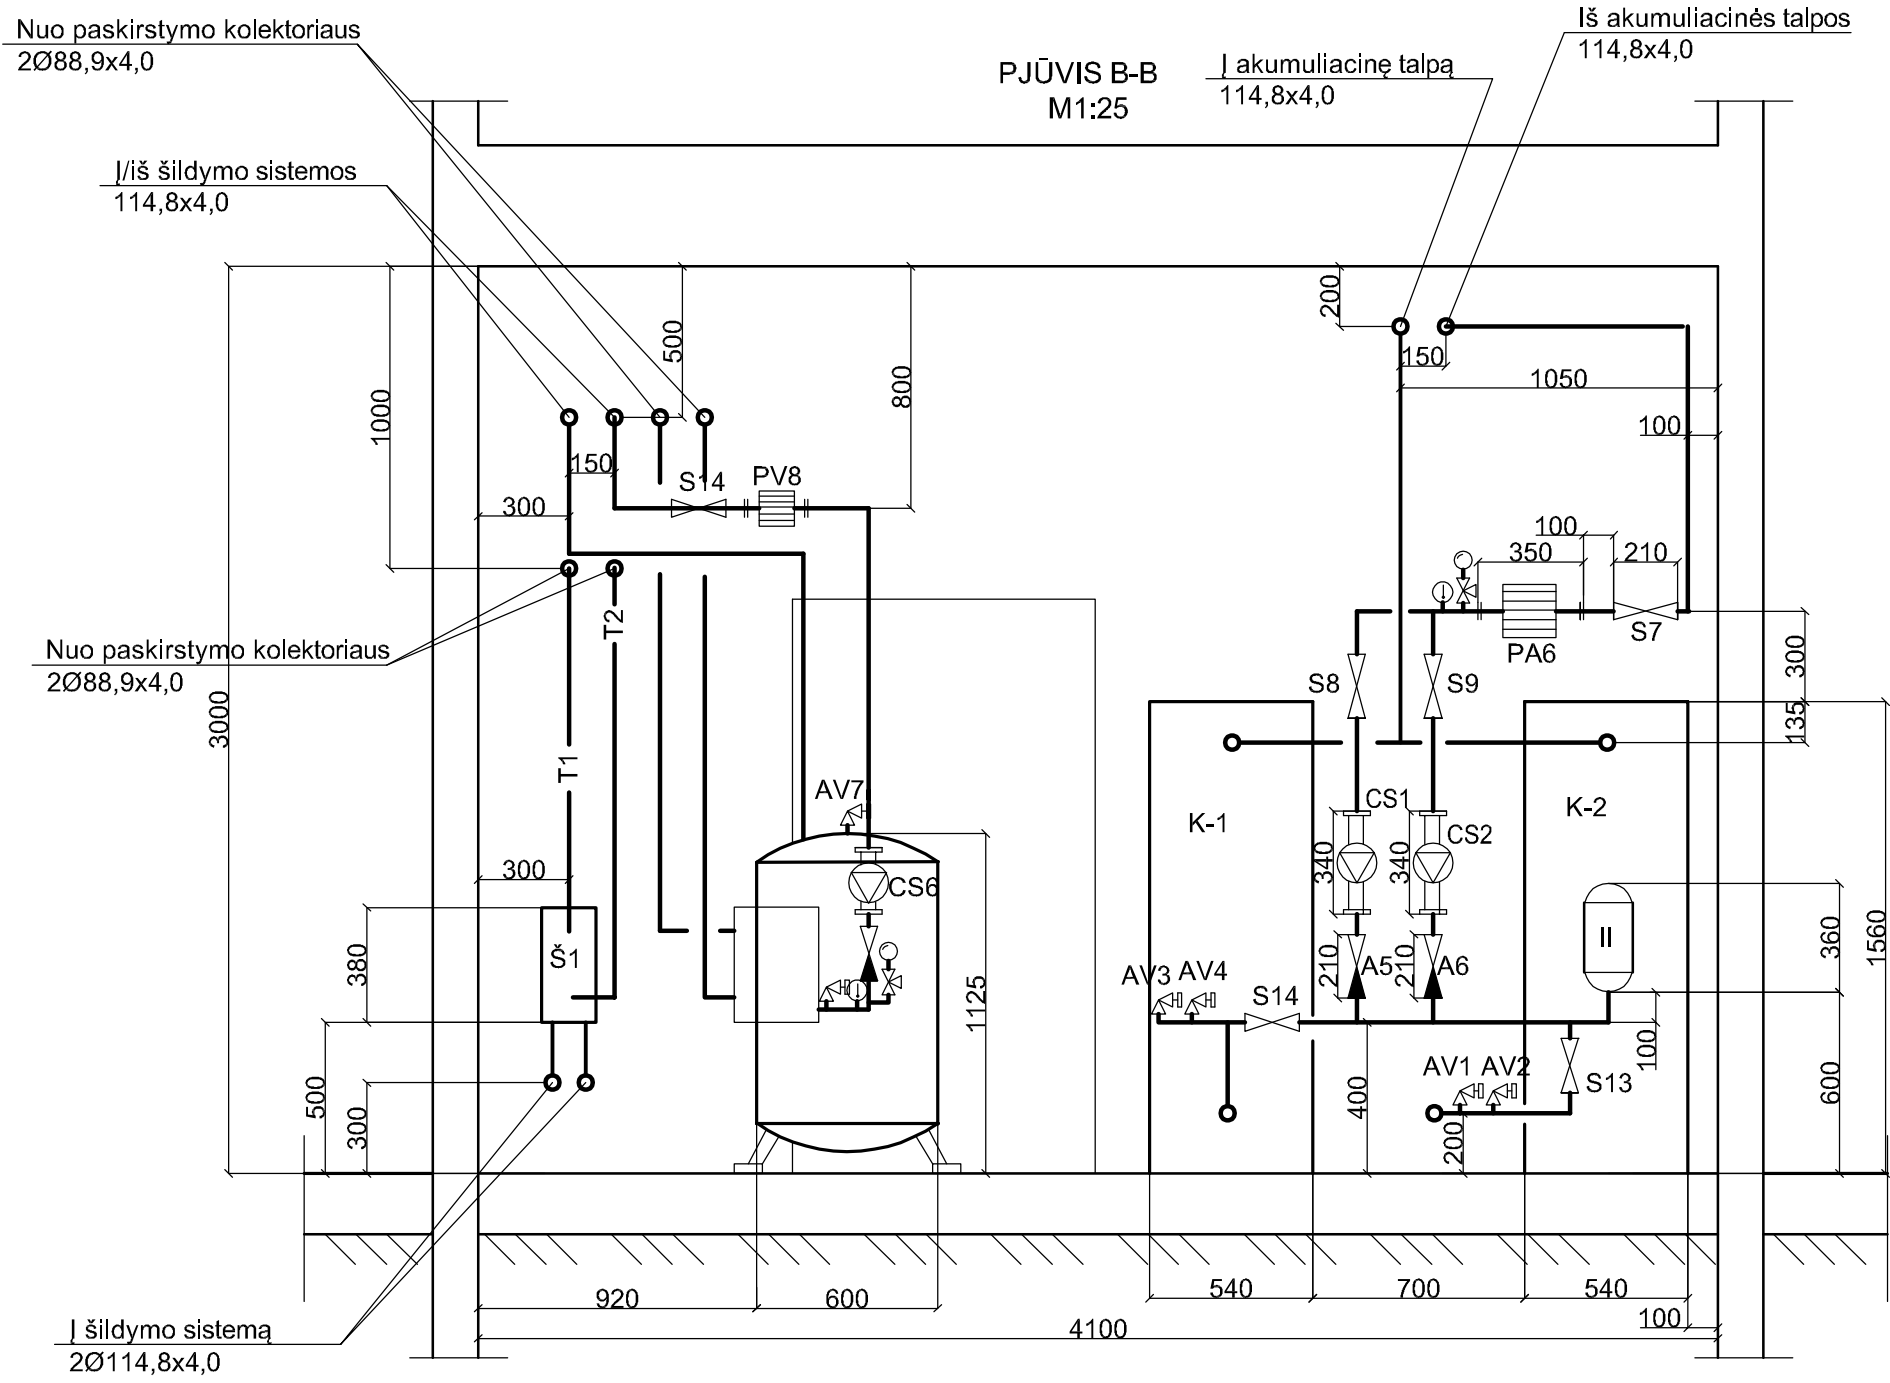 Nuo paskirstymo kolektoriaus
2Ø88,9x4,0
Iš akumuliacinės talpos
114,8x4,0
PJŪVIS B-B
M1:25
Į akumuliacinę talpą
114,8x4,0
Į/iš šildymo sistemos
114,8x4,0
200
500
150
1050
800
1000
100
150
S14
PV8
300
100
350
210
T2
S7
PA6
Nuo paskirstymo kolektoriaus
2Ø88,9x4,0
300
S8
S9
3000
135
T1
AV7
CS1
K-1
K-2
CS2
340
340
300
CS6
II
360
1560
380
Š1
210
A5
210
A6
AV3
AV4
S14
1125
100
AV1
AV2
S13
500
300
400
200
600
920
600
540
700
540
100
4100
Į šildymo sistemą
2Ø114,8x4,0